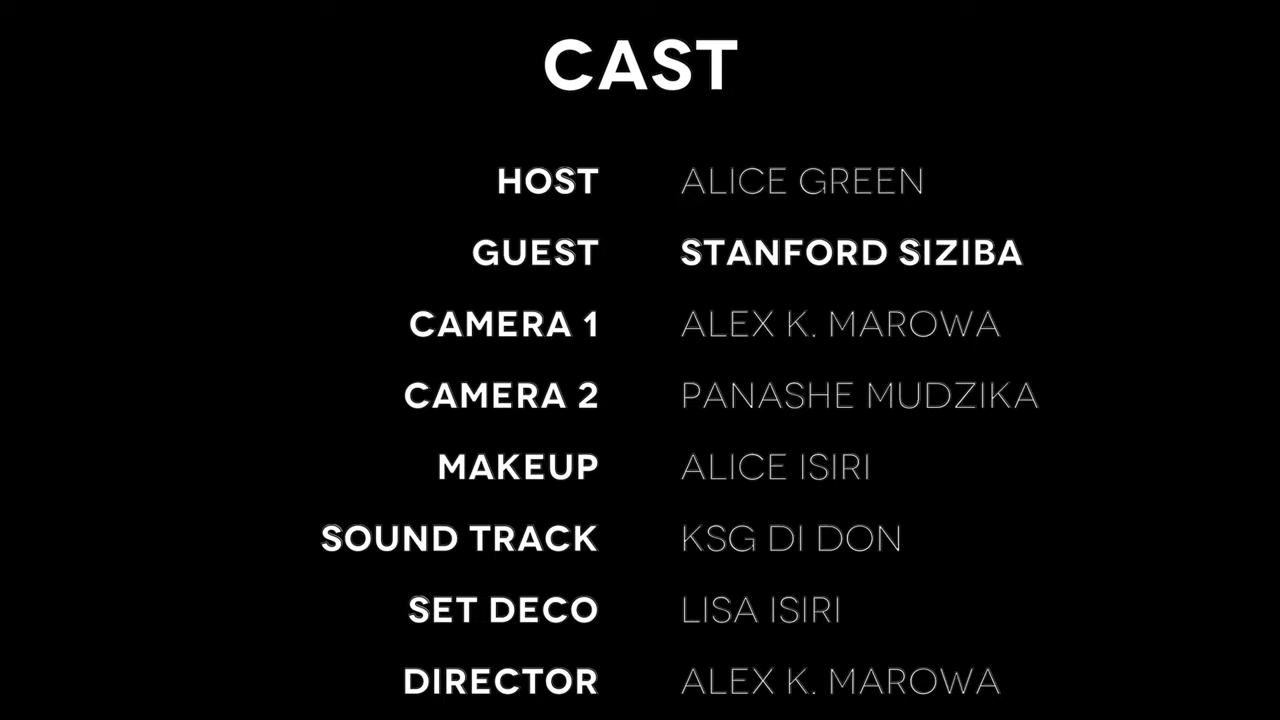 CAST
HOST ALICE GREEN
GUEST STANFORD SIZIBA
CAMERA 1 ALEX K. MAROWA
CAMERA 2 PANASHE MUDZIKA
MAKEUP ALICE ISIRI
SOUND TRACK KSG DI DON
SET DECO LISA ISIRI
DIRECTOR ALEX K. MAROWA